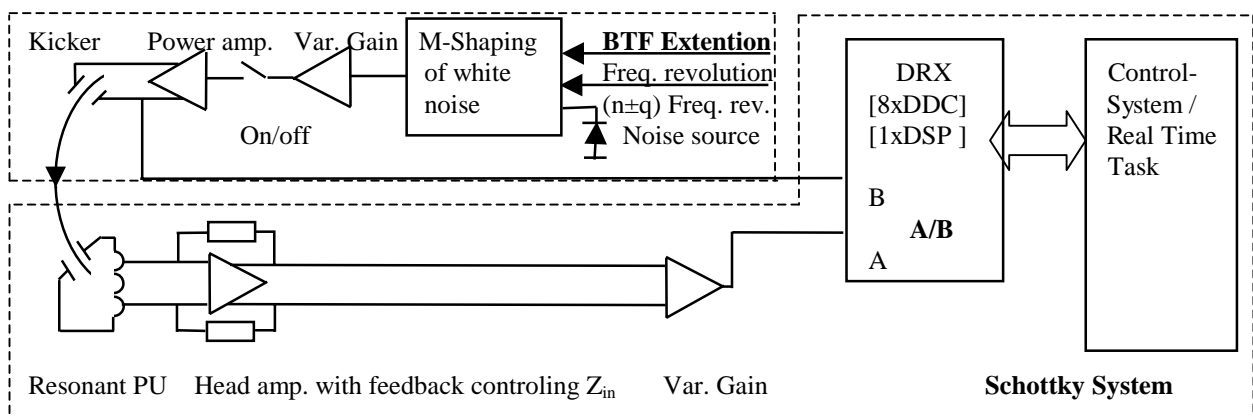 Kicker
Power amp.
Var. Gain
On/off
M-Shaping
of white
noise
BTF Extention
Freq. revolution
(n±q) Freq. rev.
Noise source
DRX
[8xDDC]
[1xDSP ]
B
A/B
A
Control-
System /
Real Time
Task
Resonant PU
Head amp. with feedback controling Zin
Var. Gain
Schottky System